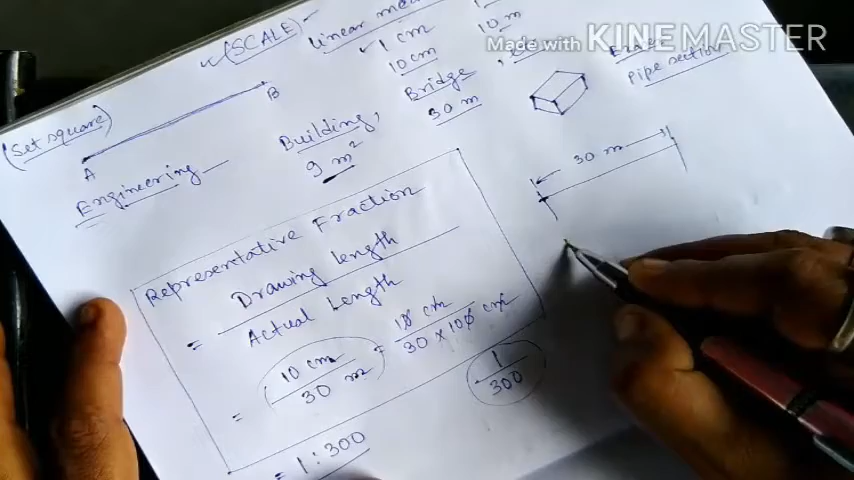 (SCALE)
linear
1 cm
10 cm
10 m
Made with KINEMASTER
Pipe section
(Set square)
A
B
Engineering
Building,
9 m²
Bridge
30 m
30 m
Representative Fraction
= Drawing length
Actual Length
= 10 cm / 30 m = 10 cm / 30 × 100 cm
1 / 300
= 1:300